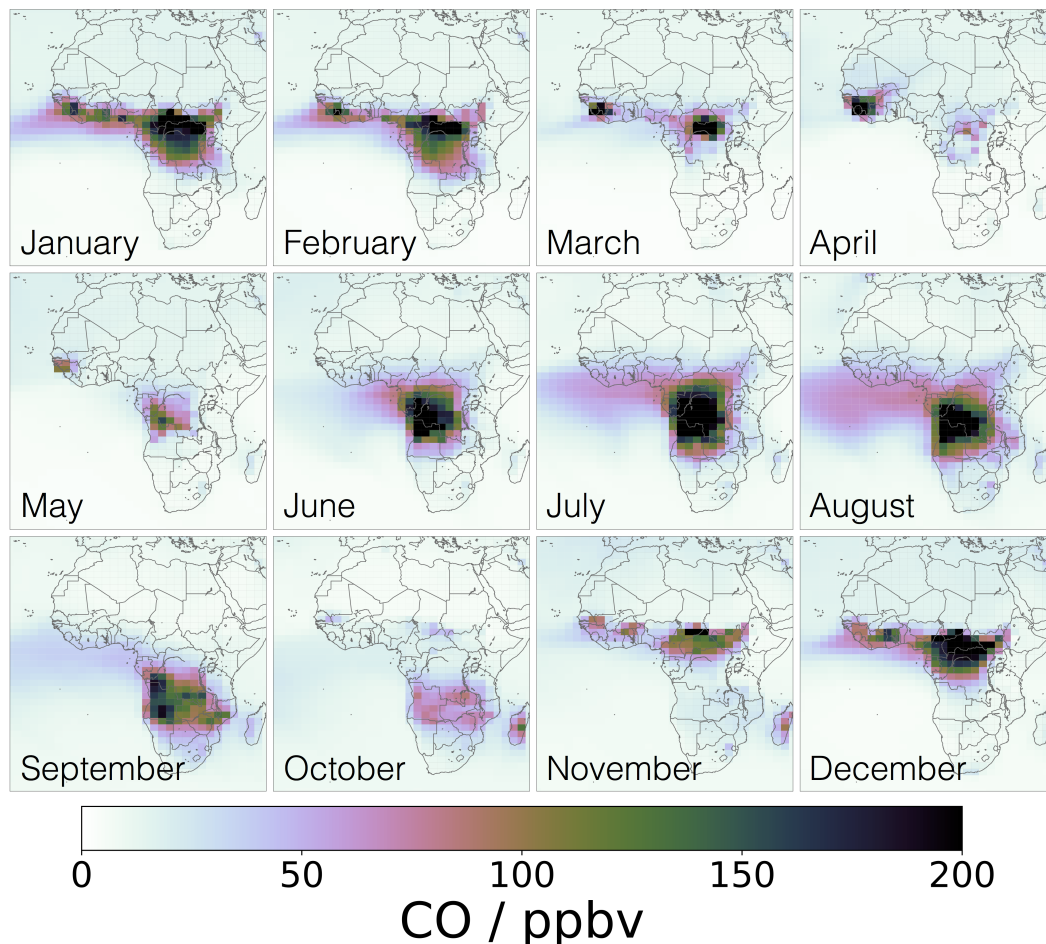 January
February
March
April
May
June
July
August
September
October
November
December
0
50
100
150
200
CO / ppbv